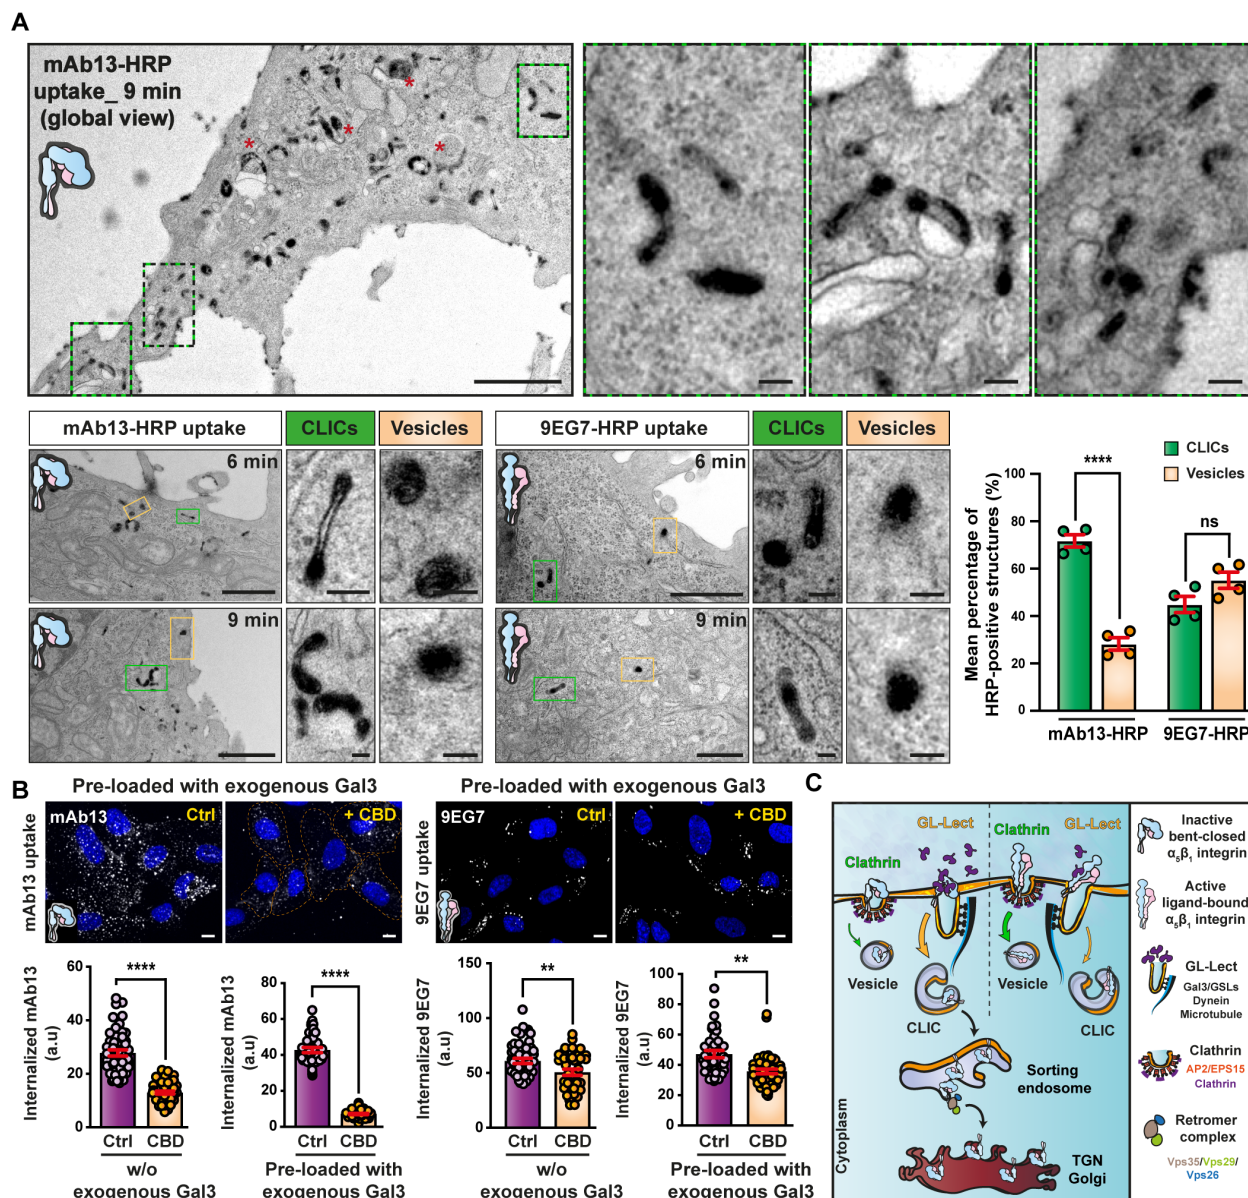 A
mAb13-HRP
uptake_ 9 min
(global view)
*
*
*
mAb13-HRP uptake
CLICs
Vesicles
9EG7-HRP uptake
CLICs
Vesicles
6 min
6 min
9 min
9 min
CLICs
Vesicles
Mean percentage of
HRP-positive structures (%)
100
80
60
40
20
0
****
ns
mAb13-HRP
9EG7-HRP
B
Pre-loaded with exogenous Gal3
mAb13 uptake
mAb13
Ctrl
+ CBD
Pre-loaded with exogenous Gal3
9EG7 uptake
9EG7
Ctrl
+ CBD
Internalized mAb13
(a.u)
60
40
20
0
****
Ctrl
CBD
w/o
exogenous Gal3
Internalized mAb13
(a.u)
80
60
40
20
0
****
Ctrl
CBD
Pre-loaded with
exogenous Gal3
Internalized 9EG7
(a.u)
150
100
50
0
**
Ctrl
CBD
w/o
exogenous Gal3
Internalized 9EG7
(a.u)
100
80
60
40
20
0
**
Ctrl
CBD
Pre-loaded with
exogenous Gal3
C
GL-Lect
Clathrin
GL-Lect
Clathrin
Vesicle
Vesicle
CLIC
CLIC
Sorting
endosome
TGN
Golgi
Cytoplasm
Inactive
bent-closed
α5β1 integrin
Active
ligand-bound
α5β1 integrin
GL-Lect
Gal3/GSLs
Dynein
Microtubule
Clathrin
AP2/EPS15
Clathrin
Retromer
complex
Vps35/Vps29/
Vps26